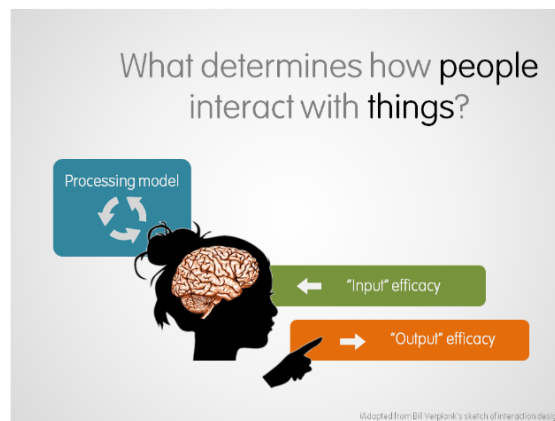 What determines how people
interact with things?
Processing model
"Input" efficacy
"Output" efficacy
(Adapted from Bill Verplank's sketch of interaction desig